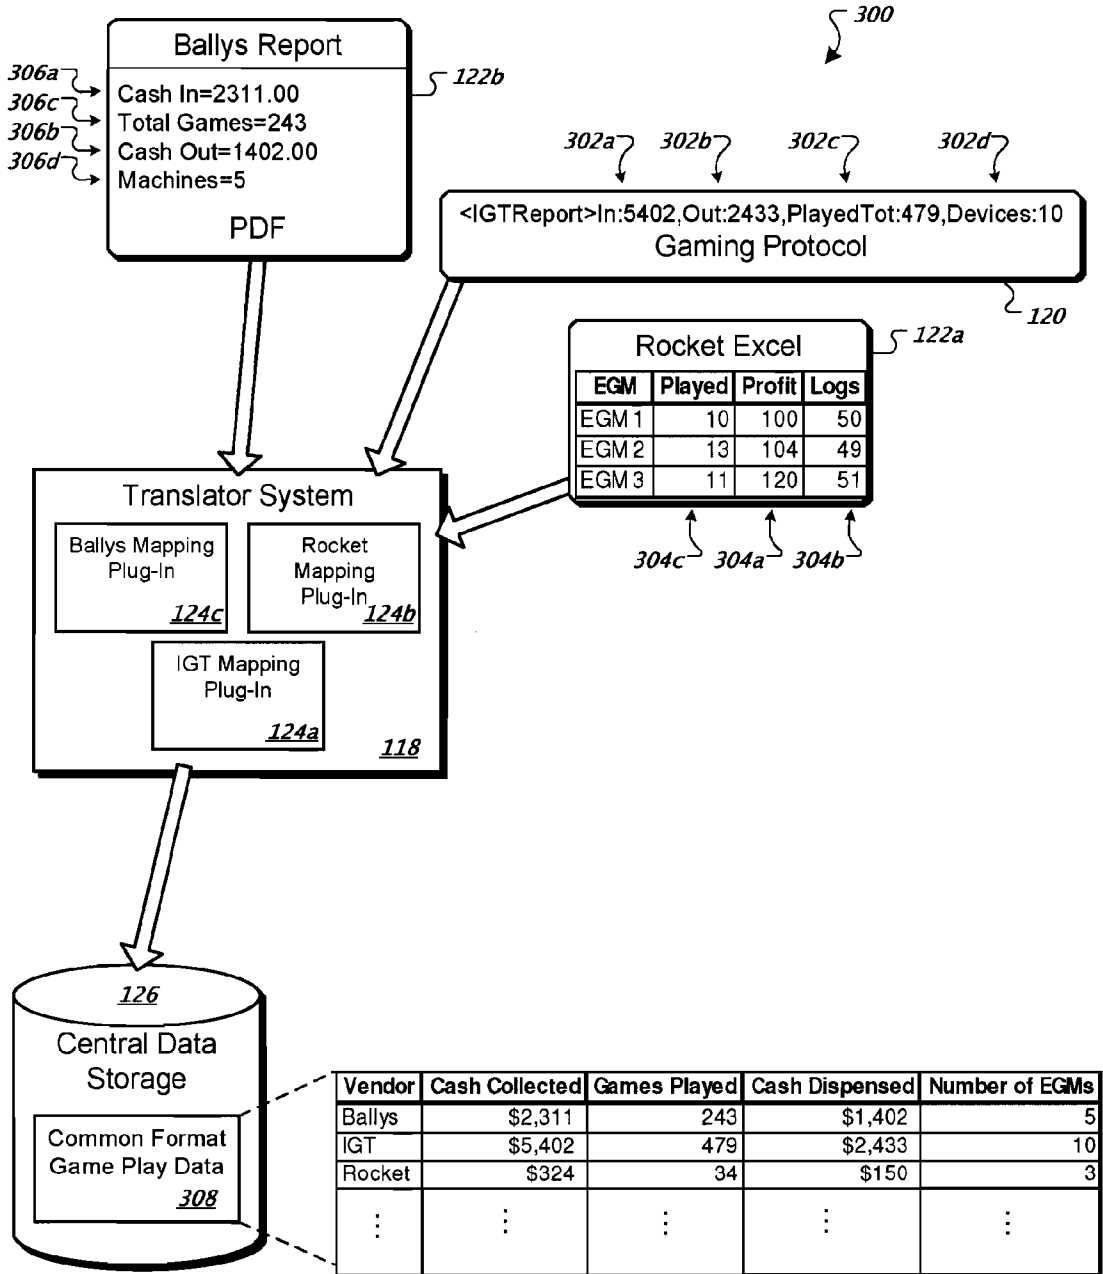 300
Ballys Report
122b
306a
Cash In=2311.00
306c
Total Games=243
306b
Cash Out=1402.00
306d
Machines=5
PDF
302a 302b 302c 302d
<IGTReport>In:5402,Out:2433,PlayedTot:479,Devices:10
Gaming Protocol
120
Rocket Excel
122a
EGM Played Profit Logs
EGM 1 10 100 50
EGM 2 13 104 49
EGM 3 11 120 51
304c 304a 304b
Translator System
Ballys Mapping
Plug-In
124c
Rocket
Mapping
Plug-In
124b
IGT Mapping
Plug-In
124a
118
126
Central Data
Storage
Common Format
Game Play Data
308
Vendor Cash Collected Games Played Cash Dispensed Number of EGMs
Ballys $2,311 243 $1,402 5
IGT $5,402 479 $2,433 10
Rocket $324 34 $150 3
⋮ ⋮ ⋮ ⋮ ⋮